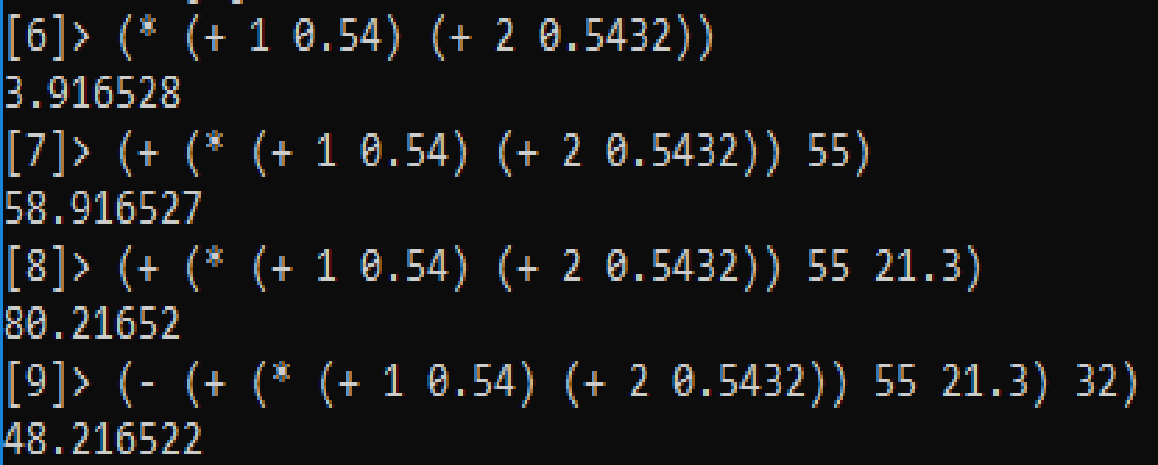 [6]> (* (+ 1 0.54) (+ 2 0.5432))
3.916528
[7]> (+ (* (+ 1 0.54) (+ 2 0.5432)) 55)
58.916527
[8]> (+ (* (+ 1 0.54) (+ 2 0.5432)) 55 21.3)
80.21652
[9]> (- (+ (* (+ 1 0.54) (+ 2 0.5432)) 55 21.3) 32)
48.216522